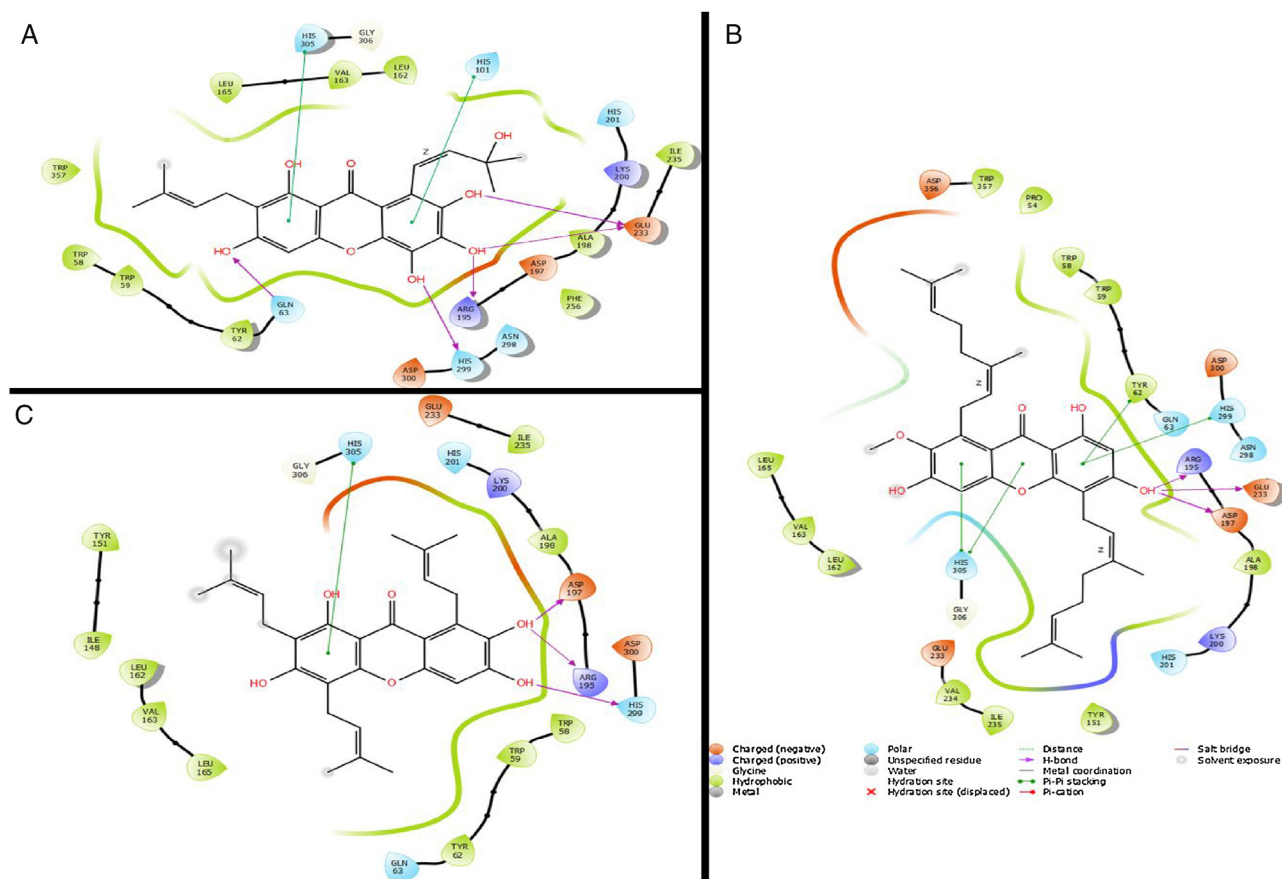 A
HIS 305
GLY 306
LEU 165
VAL 163
LEU 162
HIS 101
HIS 201
LYS 200
ILE 235
TRP 357
OH
O
Z
OH
OH
GLU 233
HO
O
OH
ALA 198
ASP 197
OH
TRP 58
TRP 59
TYR 62
GLN 63
ARG 195
PHE 256
ASN 298
HIS 299
ASP 300
B
ASP 356
TRP 357
PRO 54
TRP 58
TRP 59
Z
ASP 300
TYR 62
GLN 63
HIS 299
ASN 298
O
OH
O
LEU 165
ARG 195
GLU 233
HO
O
OH
ASP 197
VAL 163
LEU 162
HIS 305
Z
ALA 198
GLY 306
LYS 200
HIS 201
GLU 233
VAL 234
ILE 235
TYR 151
C
GLU 233
ILE 235
HIS 305
GLY 306
HIS 201
LYS 200
TYR 151
ALA 198
ASP 197
OH
O
OH
ILE 148
ASP 300
HO
O
OH
ARG 195
HIS 299
LEU 162
VAL 163
LEU 165
TRP 58
TRP 59
TYR 62
GLN 63
Charged (negative)
Charged (positive)
Glycine
Hydrophobic
Metal
Polar
Unspecified residue
Water
Hydration site
Hydration site (displaced)
Distance
H-bond
Metal coordination
Pi-Pi stacking
Pi-cation
Salt bridge
Solvent exposure